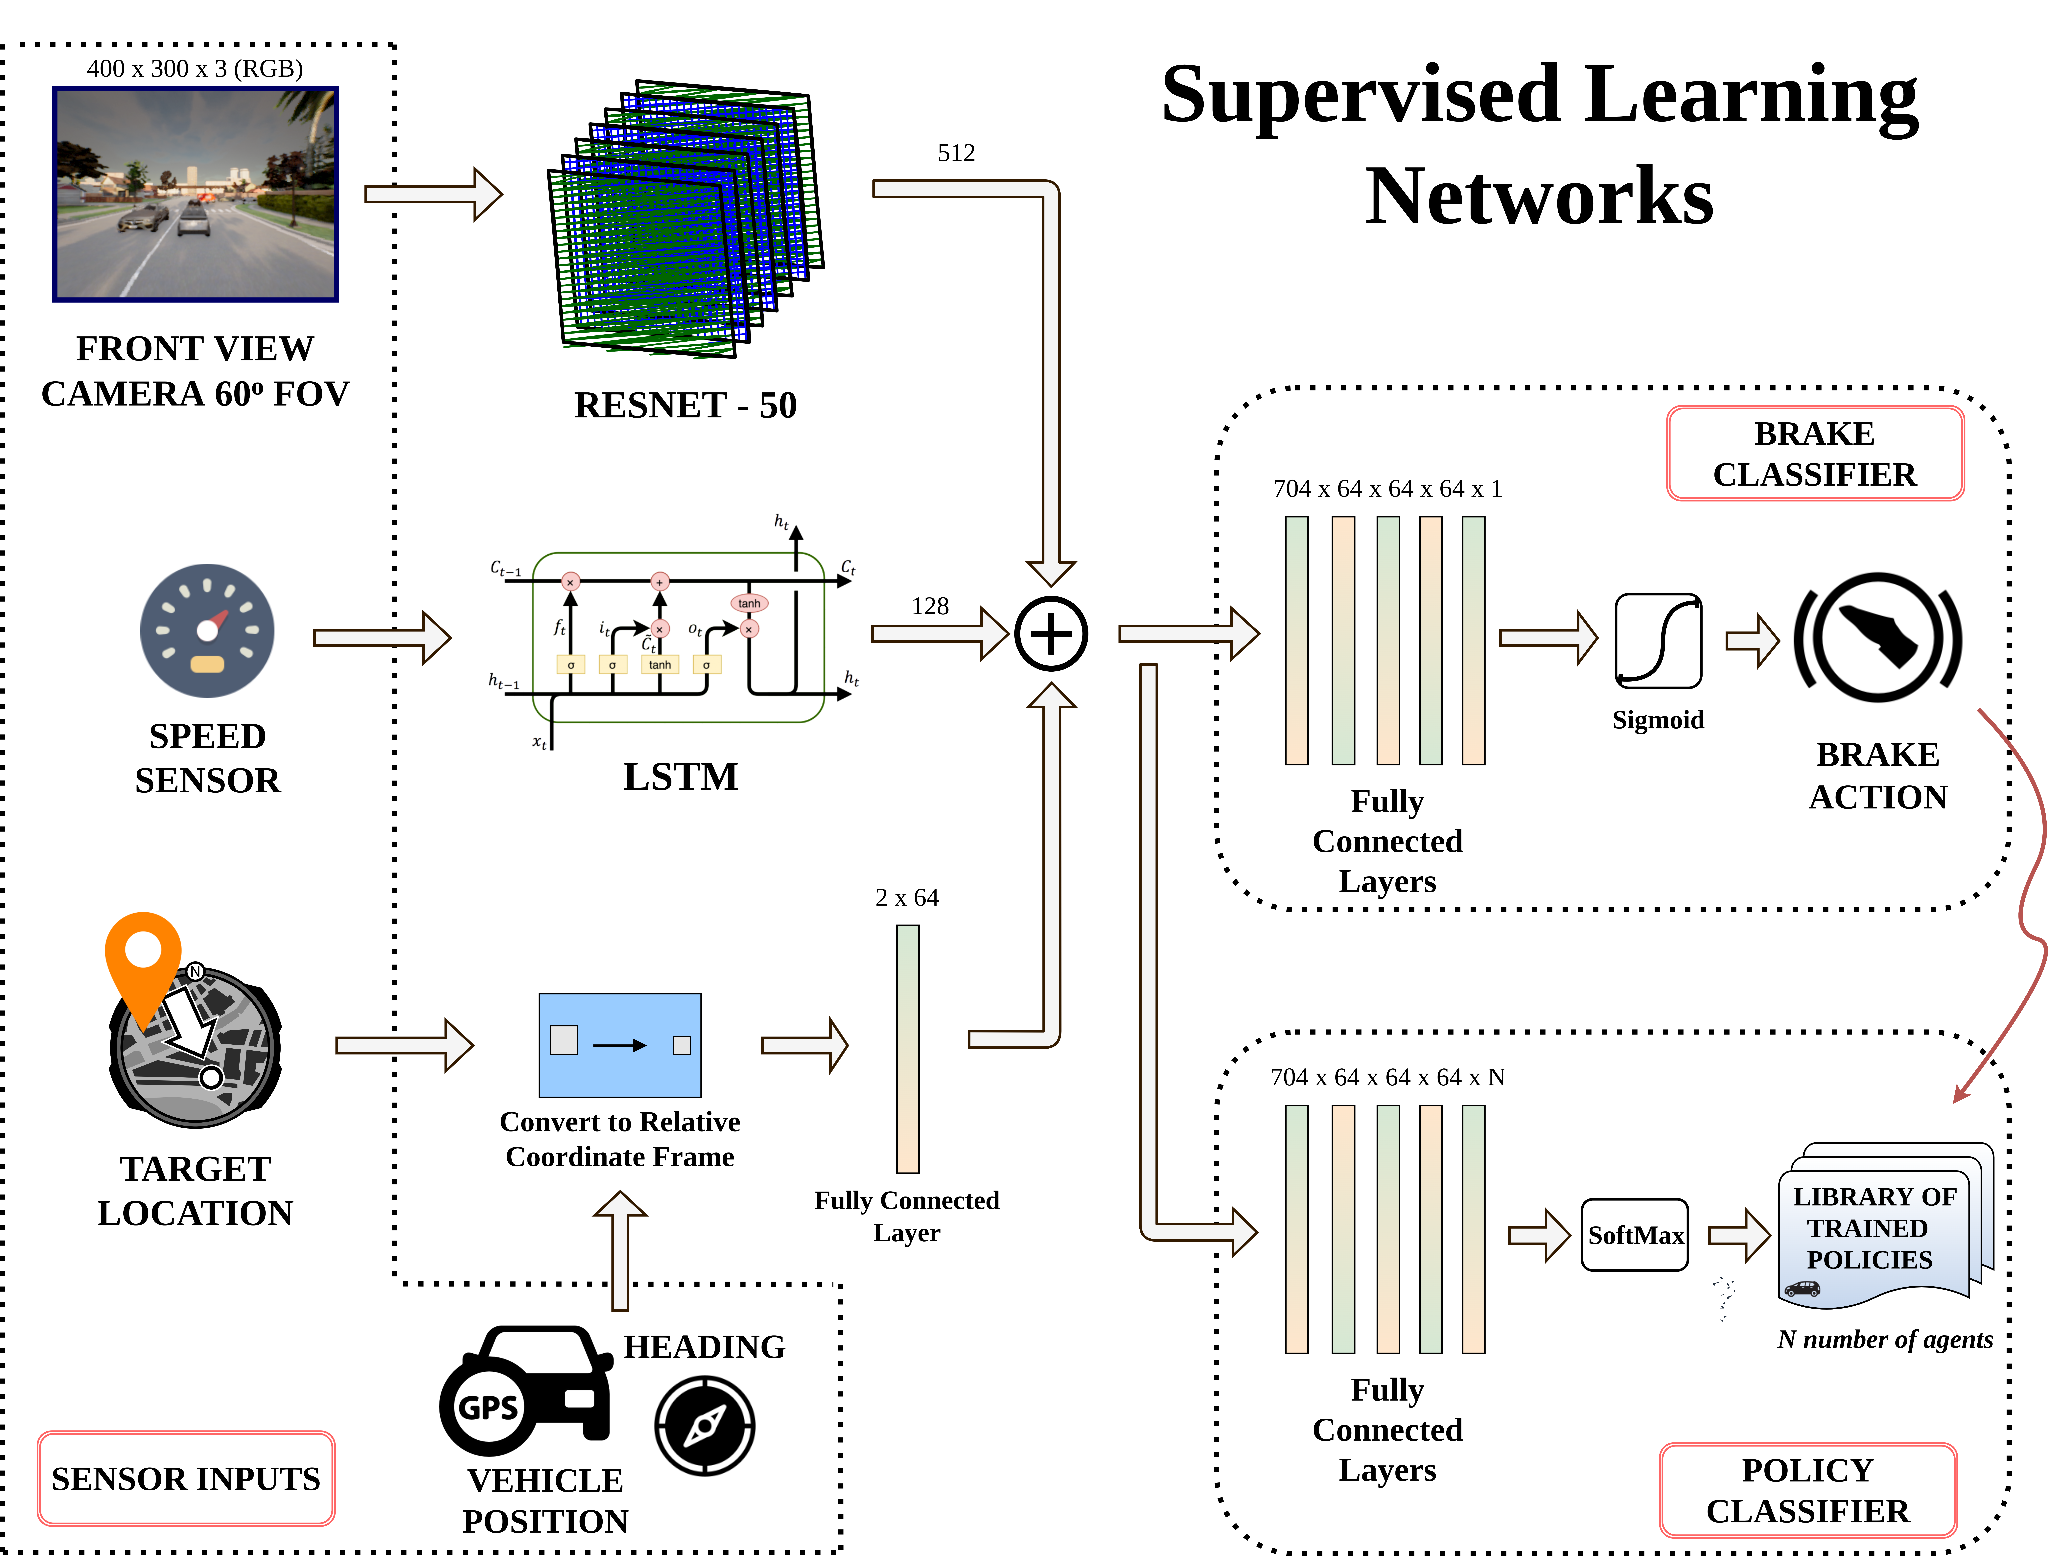 Supervised Learning
Networks
400 x 300 x 3 (RGB)
FRONT VIEW
CAMERA 60º FOV
RESNET - 50
512
SPEED
SENSOR
C_{t-1}
C_t
h_t
f_t
i_t
C̃_t
o_t
tanh
×
+
×
×
σ
σ
tanh
σ
h_{t-1}
h_t
x_t
LSTM
128
TARGET
LOCATION
N
Convert to Relative
Coordinate Frame
2 x 64
Fully Connected
Layer
HEADING
GPS
VEHICLE
POSITION
SENSOR INPUTS
BRAKE
CLASSIFIER
704 x 64 x 64 x 64 x 1
Fully
Connected
Layers
Sigmoid
BRAKE
ACTION
704 x 64 x 64 x 64 x N
Fully
Connected
Layers
SoftMax
LIBRARY OF
TRAINED
POLICIES
N number of agents
POLICY
CLASSIFIER